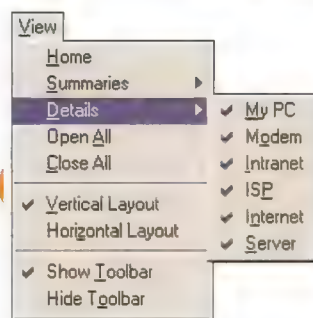 View
Home
Summaries
Details
Open All
Close All
Vertical Layout
Horizontal Layout
Show Toolbar
Hide Toolbar
My PC
Modem
Intranet
ISP
Internet
Server